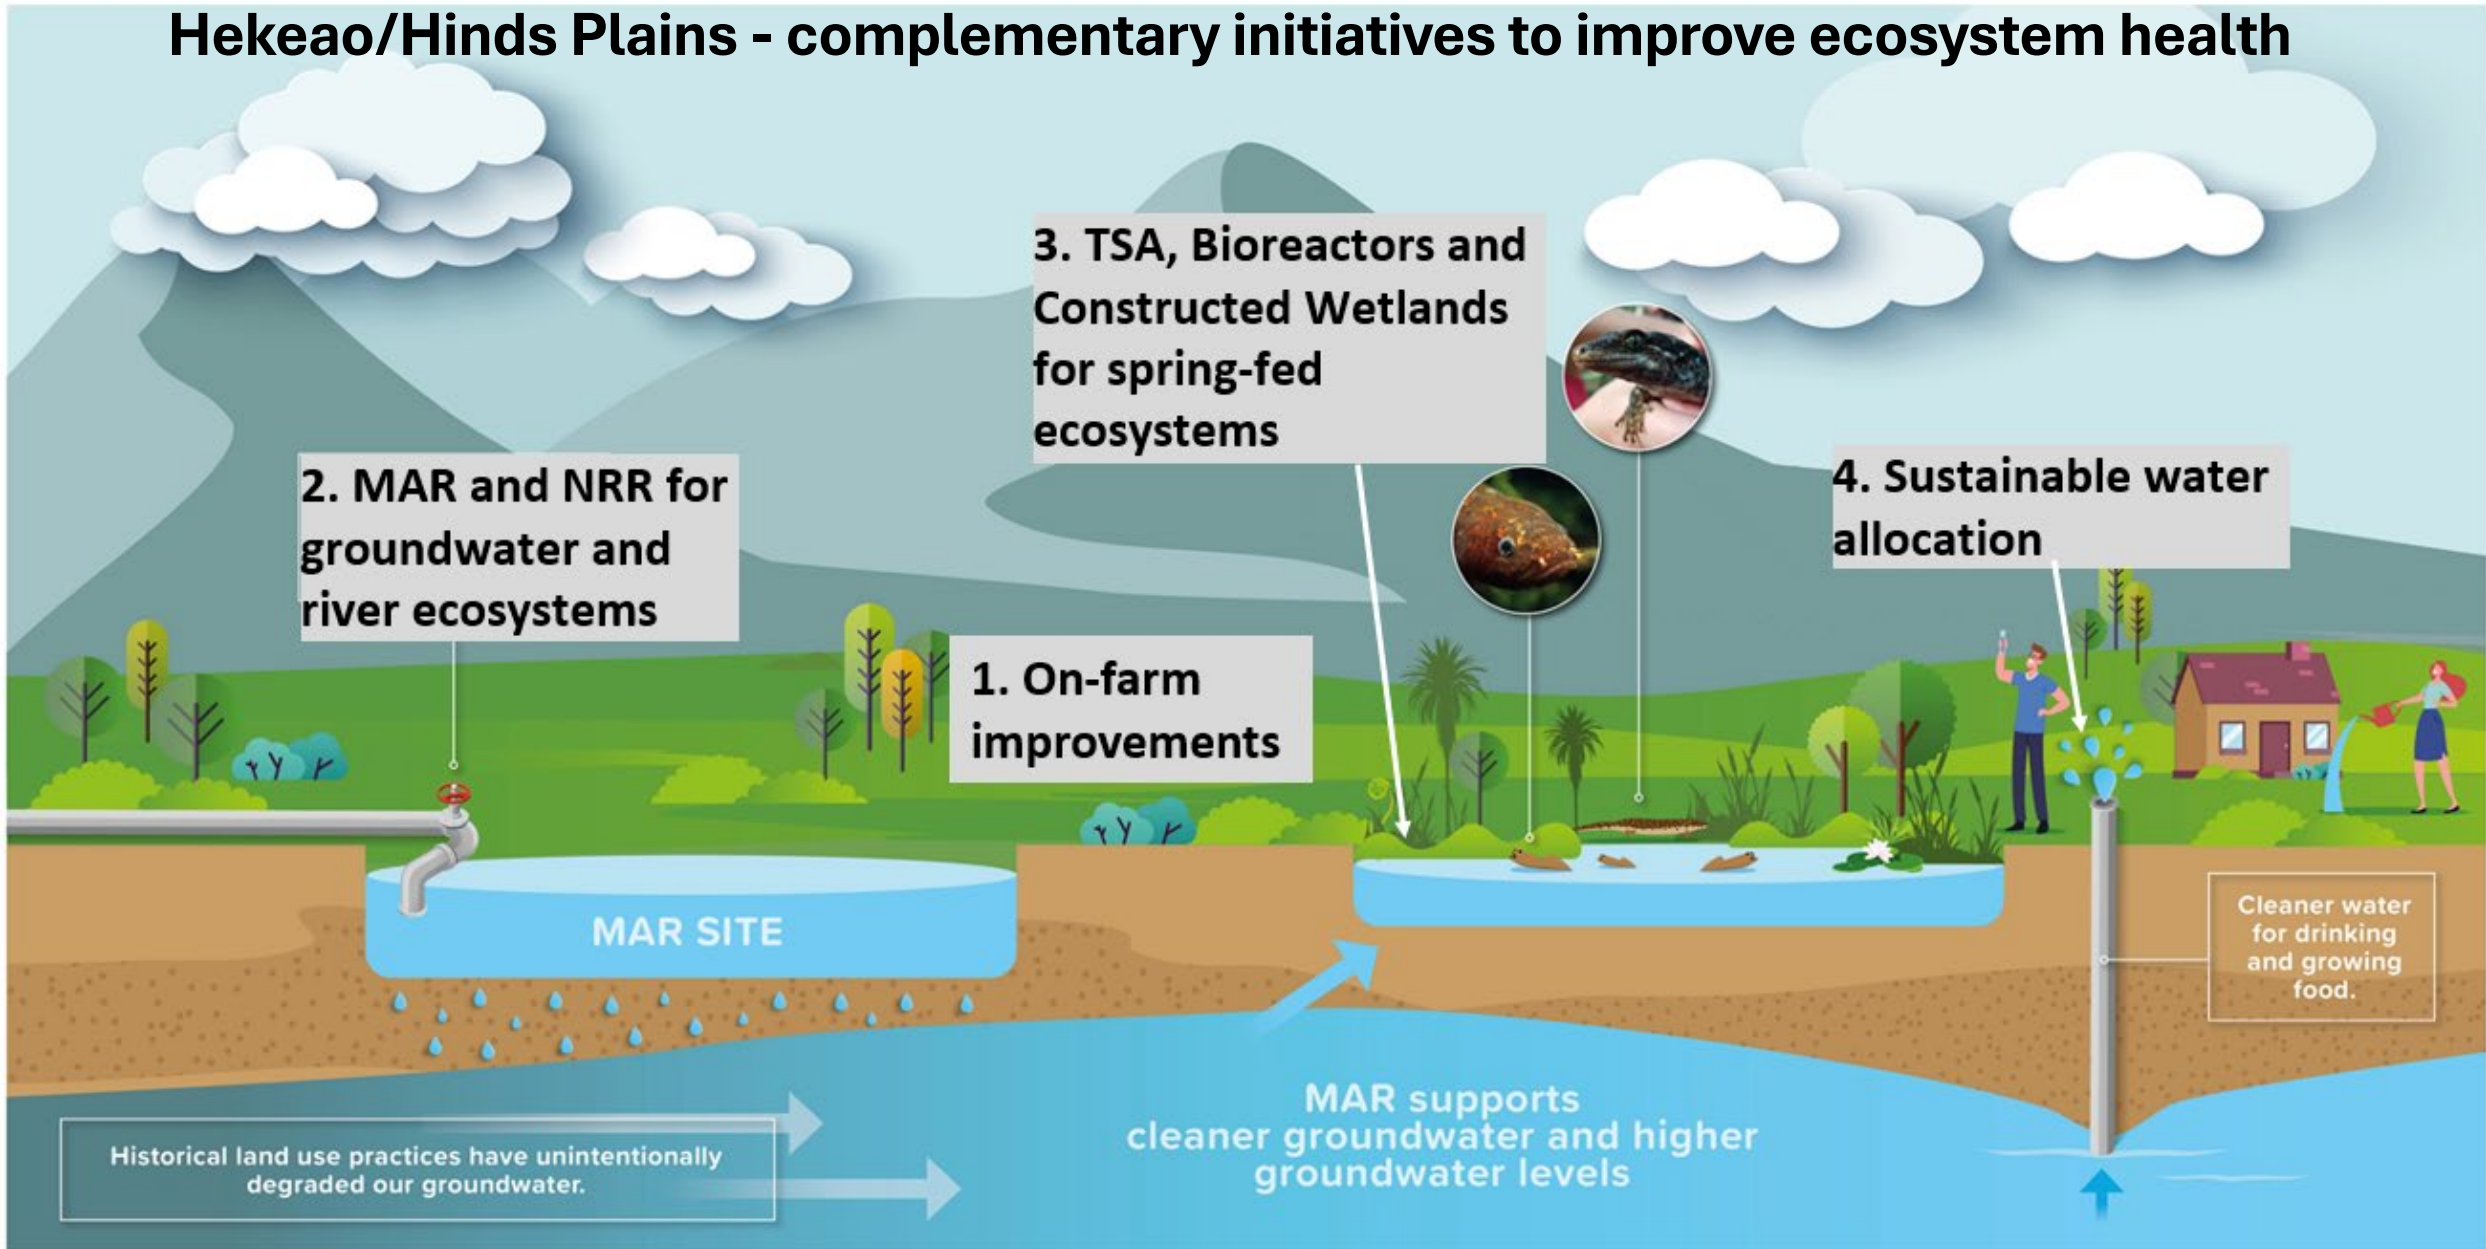 Hekeao/Hinds Plains - complementary initiatives to improve ecosystem health
3. TSA, Bioreactors and
Constructed Wetlands
for spring-fed
ecosystems
2. MAR and NRR for
groundwater and
river ecosystems
4. Sustainable water
allocation
1. On-farm
improvements
MAR SITE
Cleaner water
for drinking
and growing
food.
MAR supports
cleaner groundwater and higher
groundwater levels
Historical land use practices have unintentionally
degraded our groundwater.